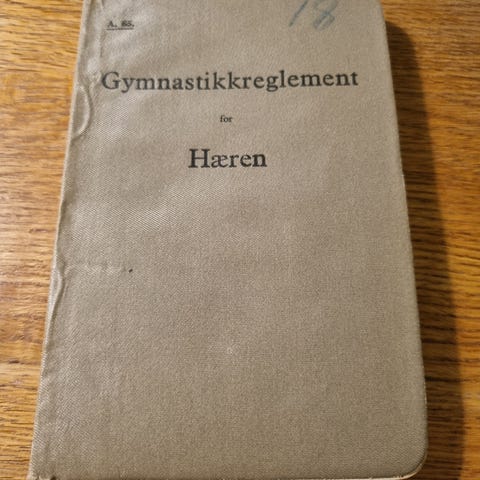 18
A. 85.
Gymnastikkreglement
for
Hæren